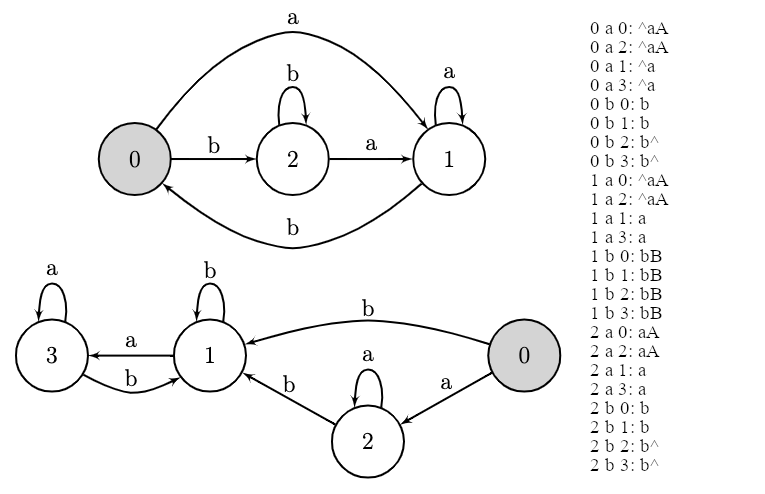 a
b
a
0
b
2
a
1
b
a
b
b
3
a
1
0
b
a
b
a
2
0 a 0: ^aA
0 a 2: ^aA
0 a 1: ^a
0 a 3: ^a
0 b 0: b
0 b 1: b
0 b 2: b^
0 b 3: b^
1 a 0: ^aA
1 a 2: ^aA
1 a 1: a
1 a 3: a
1 b 0: bB
1 b 1: bB
1 b 2: bB
1 b 3: bB
2 a 0: aA
2 a 2: aA
2 a 1: a
2 a 3: a
2 b 0: b
2 b 1: b
2 b 2: b^
2 b 3: b^